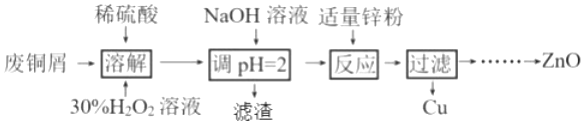 稀硫酸 NaOH 溶液 适量锌粉
废铜屑 溶解 调 pH=2 反应 过滤 …… ZnO
30%H₂O₂ 溶液 滤渣 Cu